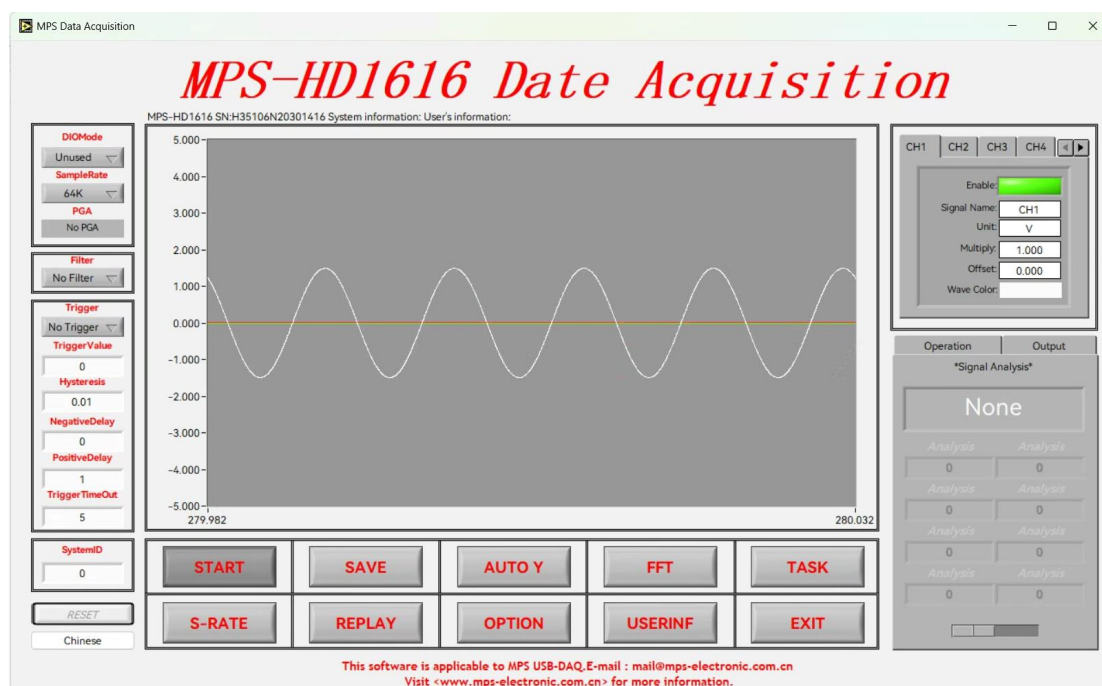 MPS Data Acquisition
MPS-HD1616 Date Acquisition
MPS-HD1616 SN:H35106N20301416 System information: User's information:
DIOMode
Unused
SampleRate
64K
PGA
No PGA
Filter
No Filter
Trigger
No Trigger
TriggerValue
0
Hysteresis
0.01
NegativeDelay
0
PositiveDelay
1
TriggerTimeOut
5
SystemID
0
RESET
Chinese
5.000
4.000
3.000
2.000
1.000
0.000
-1.000
-2.000
-3.000
-4.000
-5.000
279.982 280.032
START SAVE AUTO Y FFT TASK
S-RATE REPLAY OPTION USERINF EXIT
CH1 CH2 CH3 CH4
Enable:
Signal Name: CH1
Unit: V
Multiply: 1.000
Offset: 0.000
Wave Color:
Operation Output
*Signal Analysis*
None
Analysis Analysis
0 0
Analysis Analysis
0 0
Analysis Analysis
0 0
Analysis Analysis
0 0
This software is applicable to MPS USB-DAQ.E-mail : mail@mps-electronic.com.cn
Visit <www.mps-electronic.com.cn> for more information.